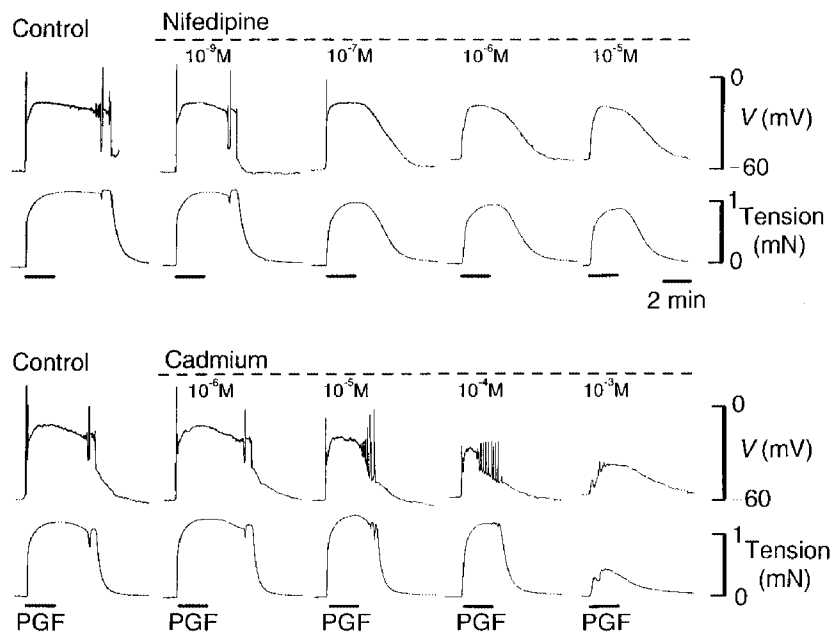 Control Nifedipine
10⁻⁹M 10⁻⁷M 10⁻⁶M 10⁻⁵M
0
V (mV)
-60
1
Tension
(mN)
0
2 min
Control Cadmium
10⁻⁶M 10⁻⁵M 10⁻⁴M 10⁻³M
0
V (mV)
-60
1
Tension
(mN)
0
PGF PGF PGF PGF PGF